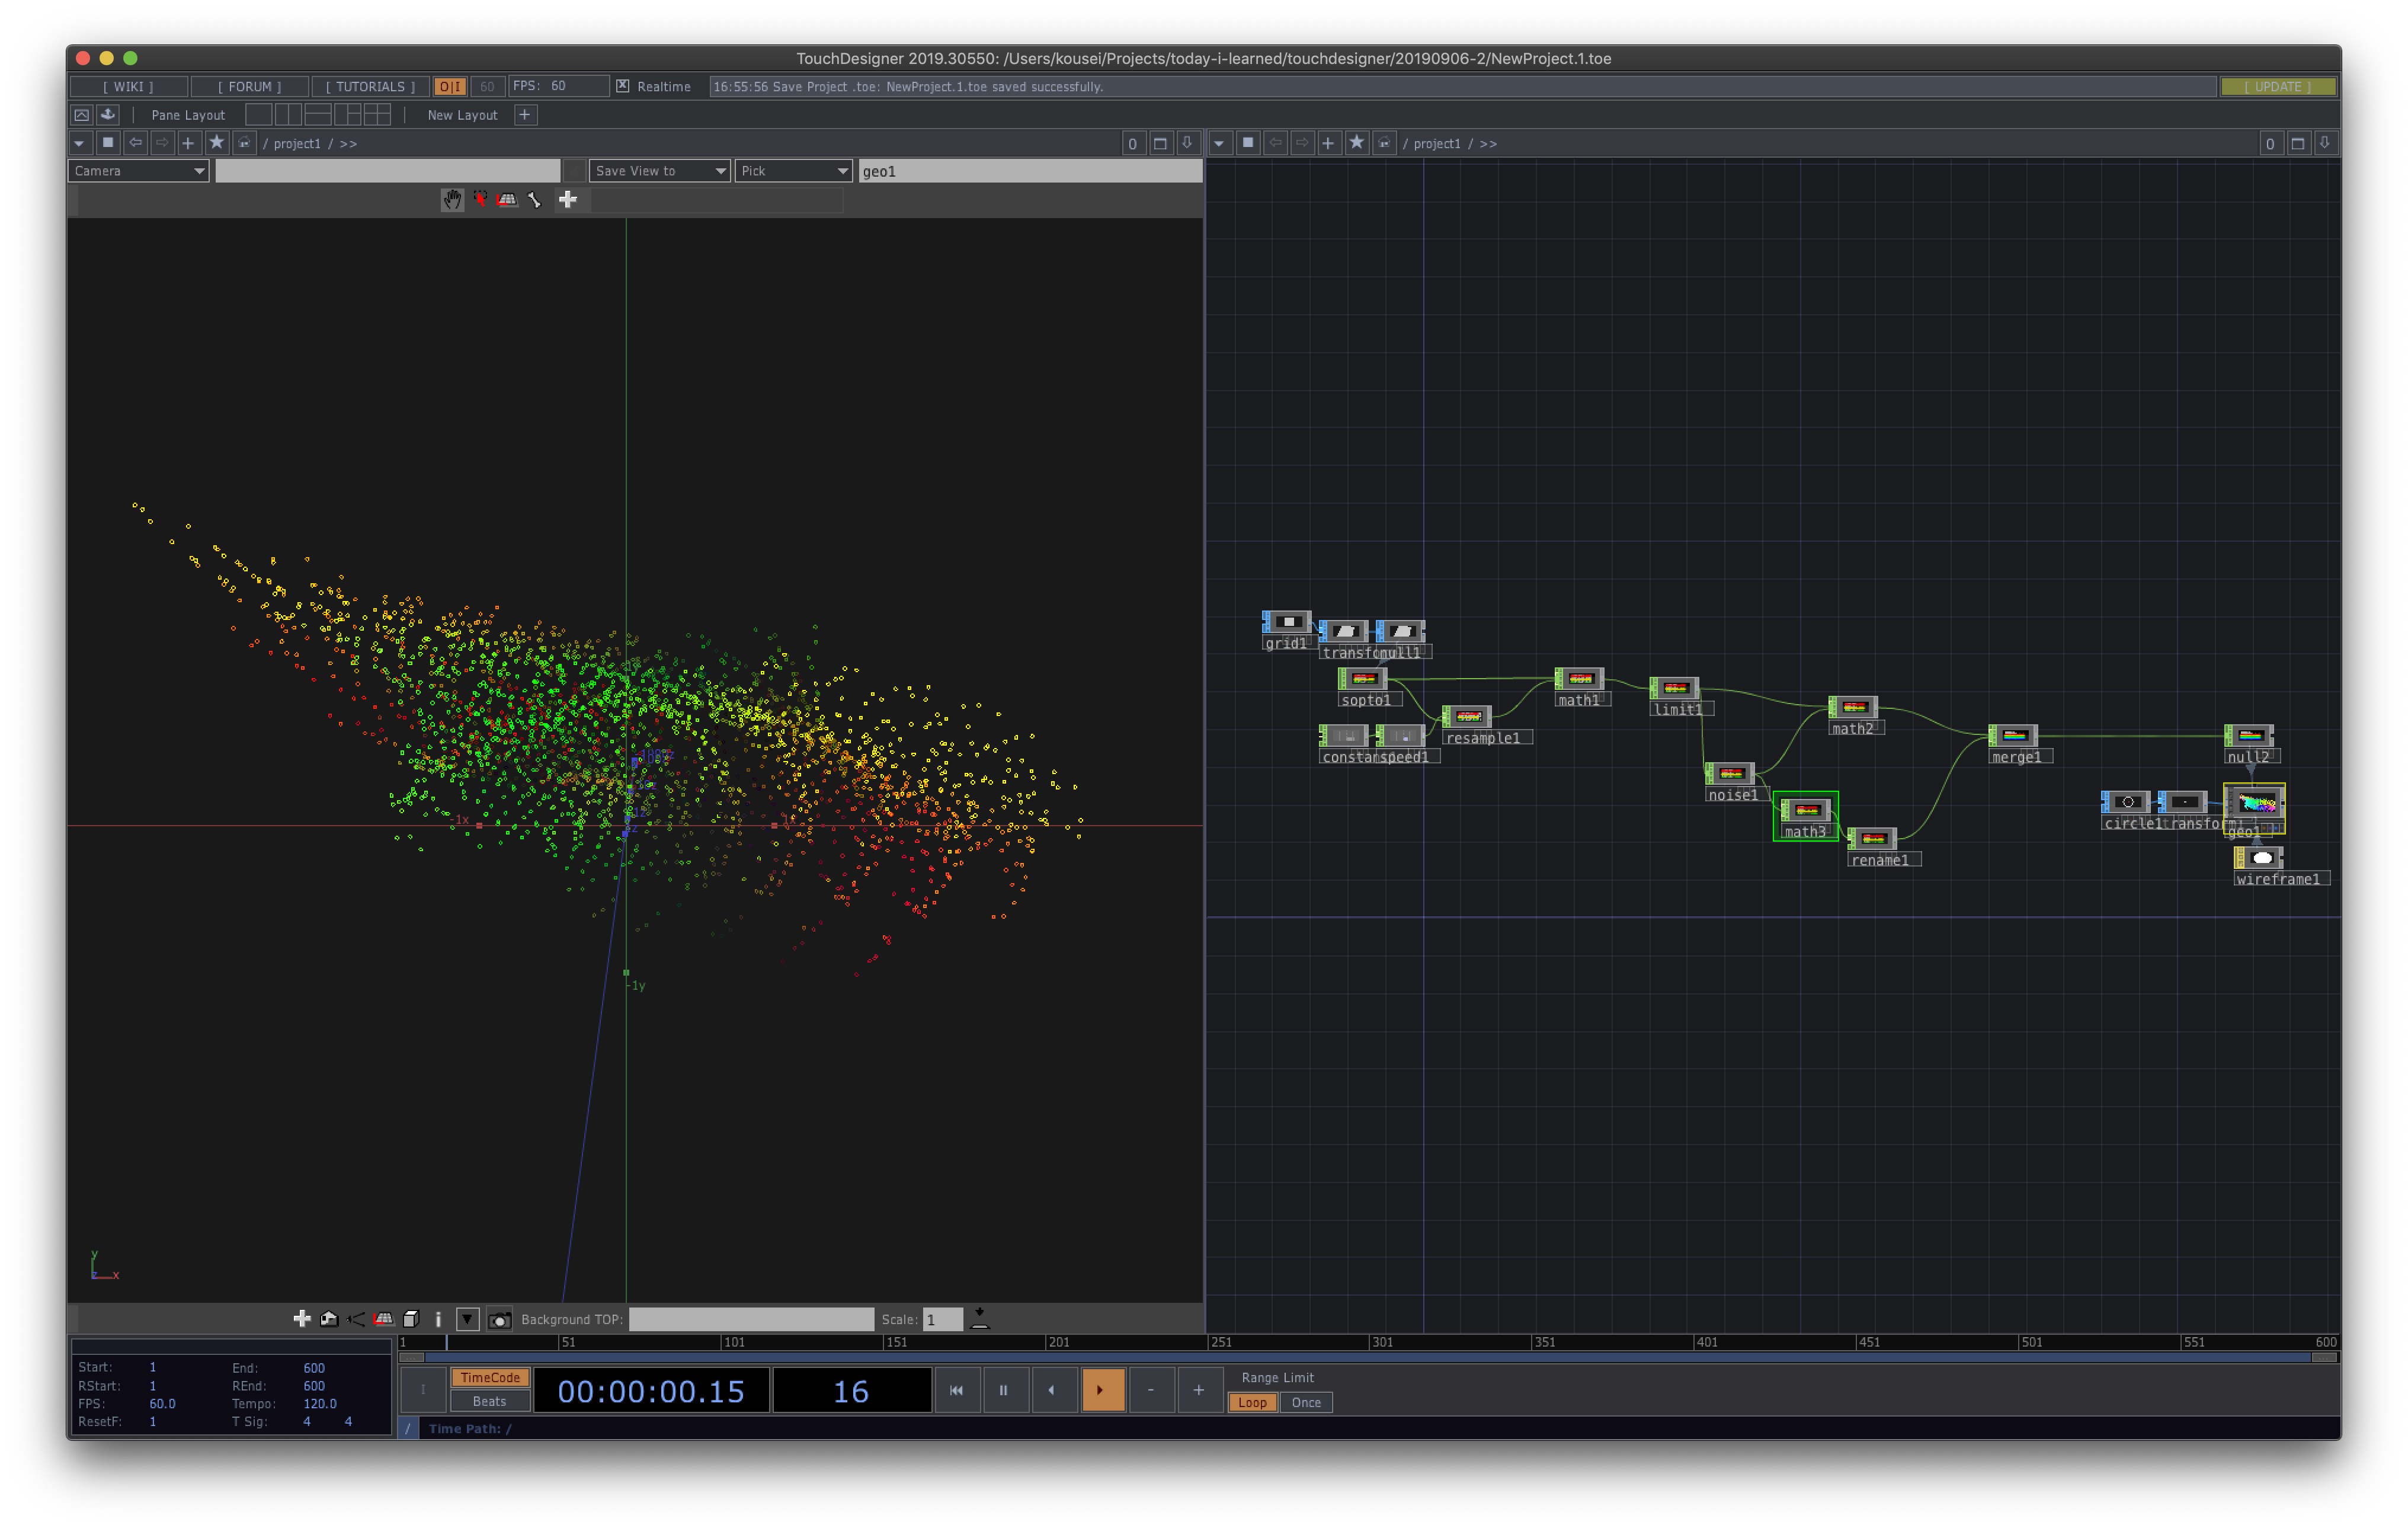 TouchDesigner 2019.30550: /Users/kousei/Projects/today-i-learned/touchdesigner/20190906-2/NewProject.1.toe
[ WIKI ] [ FORUM ] [ TUTORIALS ] O|I 60 FPS: 60 Realtime 16:55:56 Save Project .toe: NewProject.1.toe saved successfully. [ UPDATE ]
Pane Layout New Layout +
/ project1 / >> 0
/ project1 / >> 0
Camera Save View to Pick geo1
grid1
transfo
null1
sopto1
math1
limit1
constan
speed1
resample1
math2
noise1
math3
rename1
merge1
null2
circle1
transform
geo1
wireframe1
-1x
1x
-1y
y
z x
Background TOP: Scale: 1
1 51 101 151 201 251 301 351 401 451 501 551 600
Start: 1 End: 600
RStart: 1 REnd: 600
FPS: 60.0 Tempo: 120.0
ResetF: 1 T Sig: 4 4
TimeCode
Beats
00:00:00.15
16
- +
Range Limit
Loop Once
/ Time Path: /